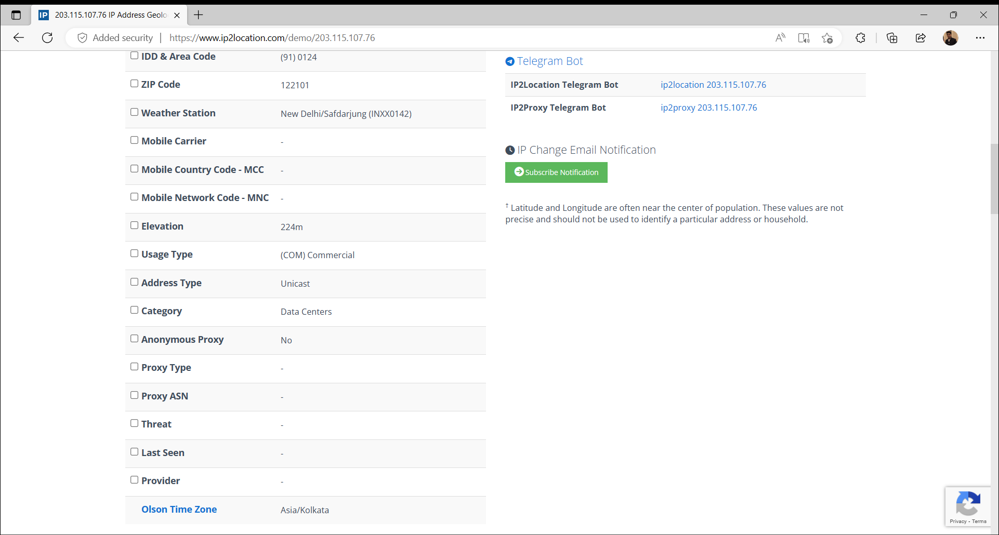 IP 203.115.107.76 IP Address Geolo
Added security | https://www.ip2location.com/demo/203.115.107.76
IDD & Area Code (91) 0124
ZIP Code 122101
Weather Station New Delhi/Safdarjung (INXX0142)
Mobile Carrier -
Mobile Country Code - MCC -
Mobile Network Code - MNC -
Elevation 224m
Usage Type (COM) Commercial
Address Type Unicast
Category Data Centers
Anonymous Proxy No
Proxy Type -
Proxy ASN -
Threat -
Last Seen -
Provider -
Olson Time Zone Asia/Kolkata
Telegram Bot
IP2Location Telegram Bot ip2location 203.115.107.76
IP2Proxy Telegram Bot ip2proxy 203.115.107.76
IP Change Email Notification
Subscribe Notification
† Latitude and Longitude are often near the center of population. These values are not
precise and should not be used to identify a particular address or household.
Privacy - Terms